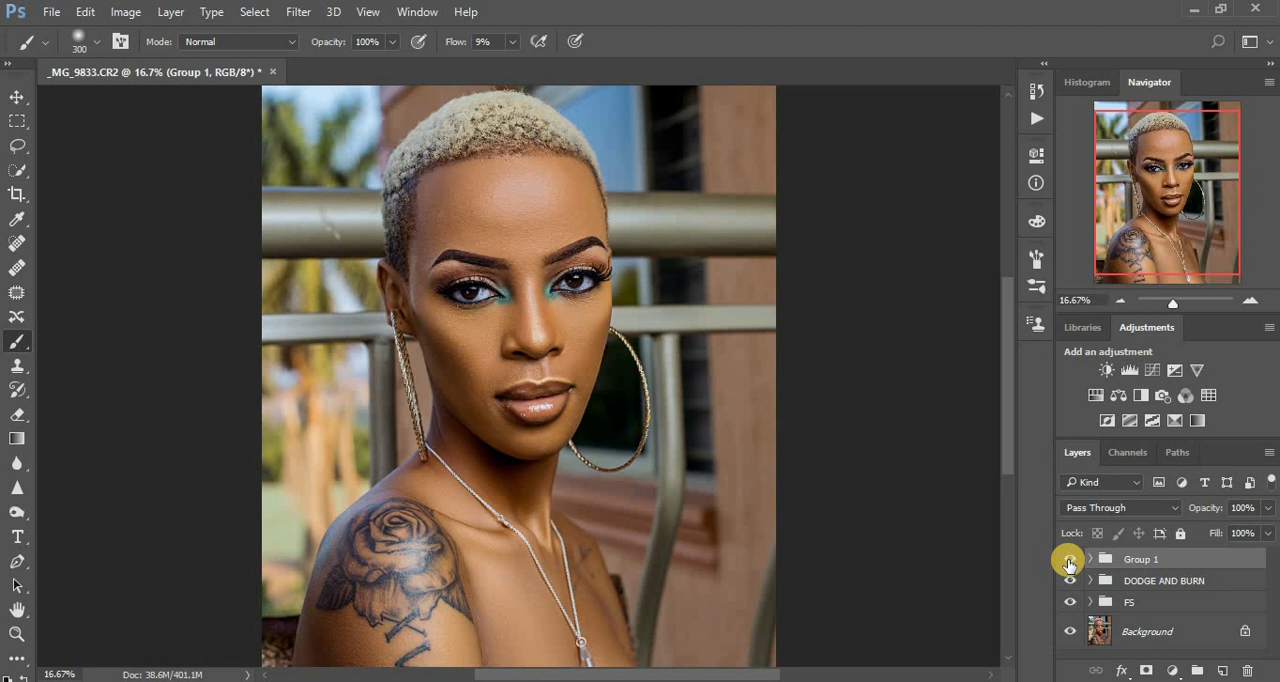 Ps File Edit Image Layer Type Select Filter 3D View Window Help
300 Mode: Normal Opacity: 100% Flow: 9%
_MG_9833.CR2 @ 16.7% (Group 1, RGB/8*) * ×
Histogram Navigator
16.67%
Libraries Adjustments
Add an adjustment
Layers Channels Paths
Kind
Pass Through Opacity: 100%
Lock: Fill: 100%
Group 1
DODGE AND BURN
FS
Background
16.67% Doc: 38.6M/401.1M